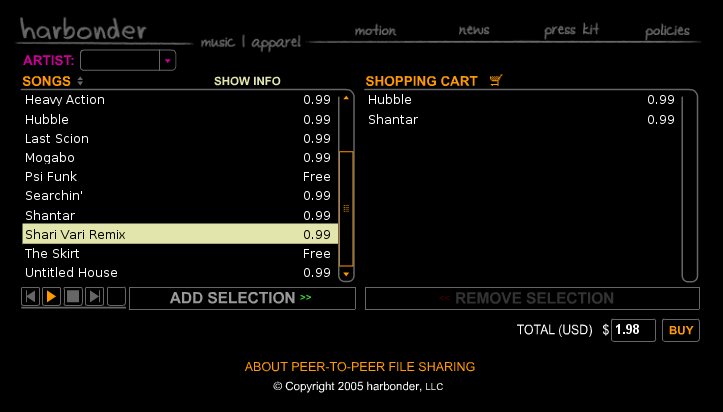 harbonder
music | apparel
motion
news
press kit
policies
ARTIST:
SONGS
SHOW INFO
Heavy Action 0.99
Hubble 0.99
Last Scion 0.99
Mogabo 0.99
Psi Funk Free
Searchin' 0.99
Shantar 0.99
Shari Vari Remix 0.99
The Skirt Free
Untitled House 0.99
ADD SELECTION >>
SHOPPING CART
Hubble 0.99
Shantar 0.99
<< REMOVE SELECTION
TOTAL (USD) $ 1.98 BUY
ABOUT PEER-TO-PEER FILE SHARING
© Copyright 2005 harbonder, LLC